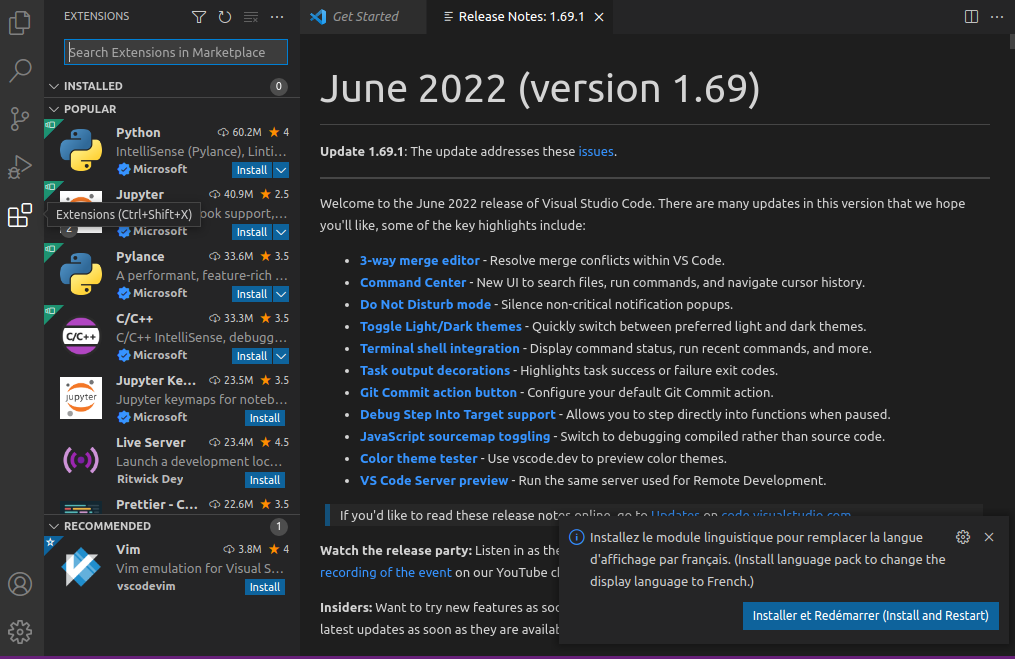 EXTENSIONS
Get Started
Release Notes: 1.69.1
Search Extensions in Marketplace
INSTALLED
0
POPULAR
Python 60.2M 4
IntelliSense (Pylance), Linti...
Microsoft Install
Jupyter 40.9M 2.5
ook support,...
Extensions (Ctrl+Shift+X)
2
Microsoft Install
Pylance 33.6M 3.5
A performant, feature-rich ...
Microsoft Install
C/C++ 33.3M 3.5
C/C++
C/C++ IntelliSense, debugg...
Microsoft Install
Jupyter Ke... 23.5M 3.5
jupyter
Jupyter keymaps for noteb...
Microsoft Install
Live Server 23.4M 4.5
Launch a development loc...
Ritwick Dey Install
Prettier - C... 22.6M 3.5
RECOMMENDED
1
Vim 3.8M 4
Vim emulation for Visual S...
vscodevim Install
June 2022 (version 1.69)
Update 1.69.1: The update addresses these issues.
Welcome to the June 2022 release of Visual Studio Code. There are many updates in this version that we hope
you'll like, some of the key highlights include:
• 3-way merge editor - Resolve merge conflicts within VS Code.
• Command Center - New UI to search files, run commands, and navigate cursor history.
• Do Not Disturb mode - Silence non-critical notification popups.
• Toggle Light/Dark themes - Quickly switch between preferred light and dark themes.
• Terminal shell integration - Display command status, run recent commands, and more.
• Task output decorations - Highlights task success or failure exit codes.
• Git Commit action button - Configure your default Git Commit action.
• Debug Step Into Target support - Allows you to step directly into functions when paused.
• JavaScript sourcemap toggling - Switch to debugging compiled rather than source code.
• Color theme tester - Use vscode.dev to preview color themes.
• VS Code Server preview - Run the same server used for Remote Development.
If you'd like to read these release notes online, go to Updates on code.visualstudio.com.
Watch the release party: Listen in as the
recording of the event on our YouTube c
Insiders: Want to try new features as soo
latest updates as soon as they are availab
Installez le module linguistique pour remplacer la langue
d'affichage par français. (Install language pack to change the
display language to French.)
Installer et Redémarrer (Install and Restart)